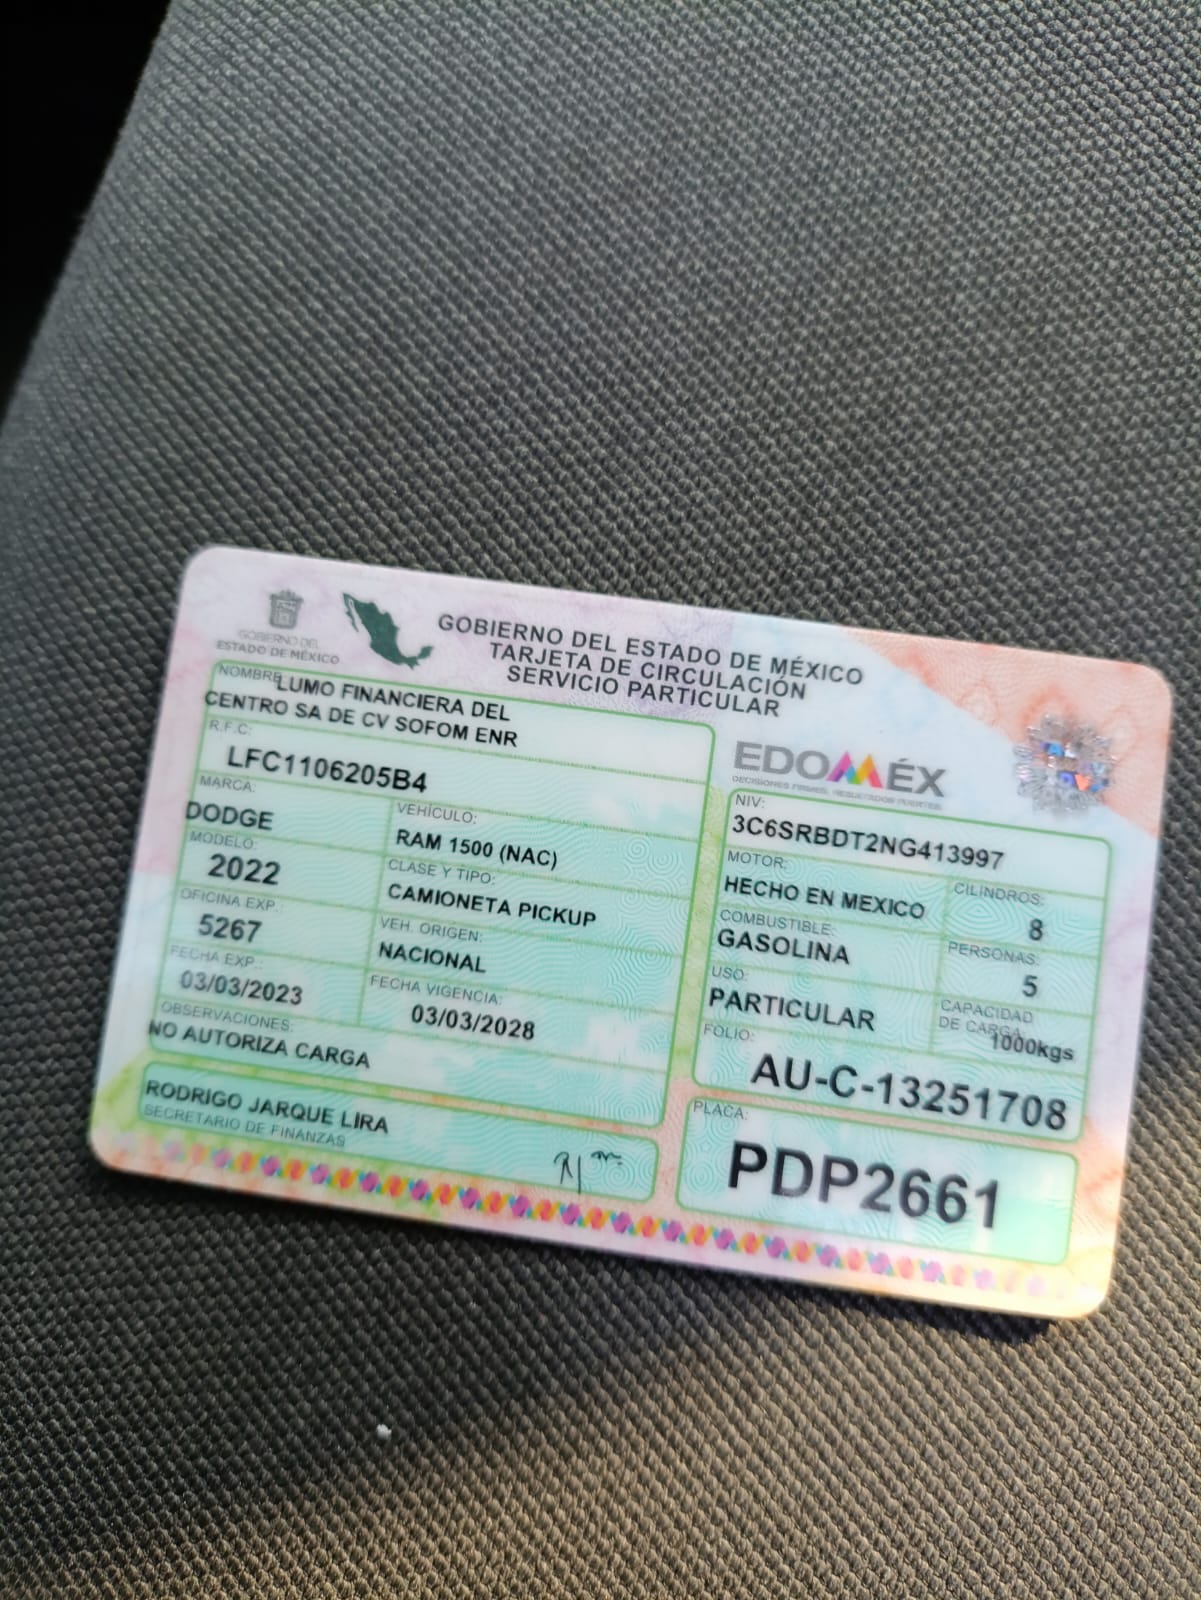 GOBIERNO DEL
ESTADO DE MÉXICO
GOBIERNO DEL ESTADO DE MÉXICO
TARJETA DE CIRCULACIÓN
SERVICIO PARTICULAR
NOMBRE
LUMO FINANCIERA DEL
CENTRO SA DE CV SOFOM ENR
R.F.C:
LFC1106205B4
MARCA:
DODGE
VEHÍCULO:
RAM 1500 (NAC)
MODELO:
2022
CLASE Y TIPO:
CAMIONETA PICKUP
OFICINA EXP.:
5267
VEH. ORIGEN:
NACIONAL
FECHA EXP.:
03/03/2023
FECHA VIGENCIA:
03/03/2028
OBSERVACIONES:
NO AUTORIZA CARGA
RODRIGO JARQUE LIRA
SECRETARIO DE FINANZAS
EDOMÉX
DECISIONES FIRMES, RESULTADOS FUERTES.
NIV:
3C6SRBDT2NG413997
MOTOR:
HECHO EN MEXICO
CILINDROS:
8
COMBUSTIBLE:
GASOLINA
PERSONAS:
5
USO:
PARTICULAR
CAPACIDAD
DE CARGA:
1000kgs
FOLIO:
AU-C-13251708
PLACA:
PDP2661